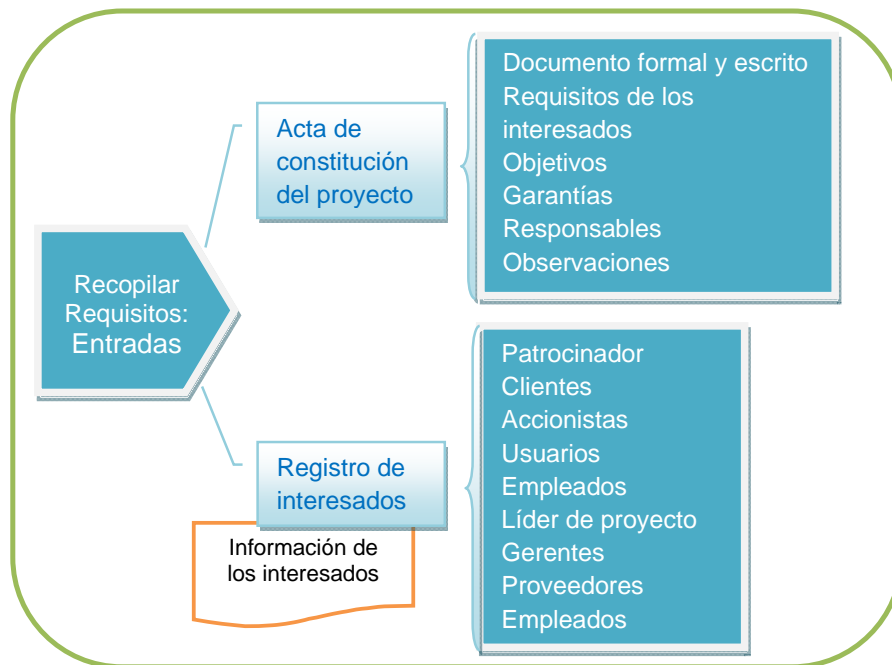 Recopilar
Requisitos:
Entradas
Acta de
constitución
del proyecto
Documento formal y escrito
Requisitos de los
interesados
Objetivos
Garantías
Responsables
Observaciones
Registro de
interesados
Información de
los interesados
Patrocinador
Clientes
Accionistas
Usuarios
Empleados
Líder de proyecto
Gerentes
Proveedores
Empleados